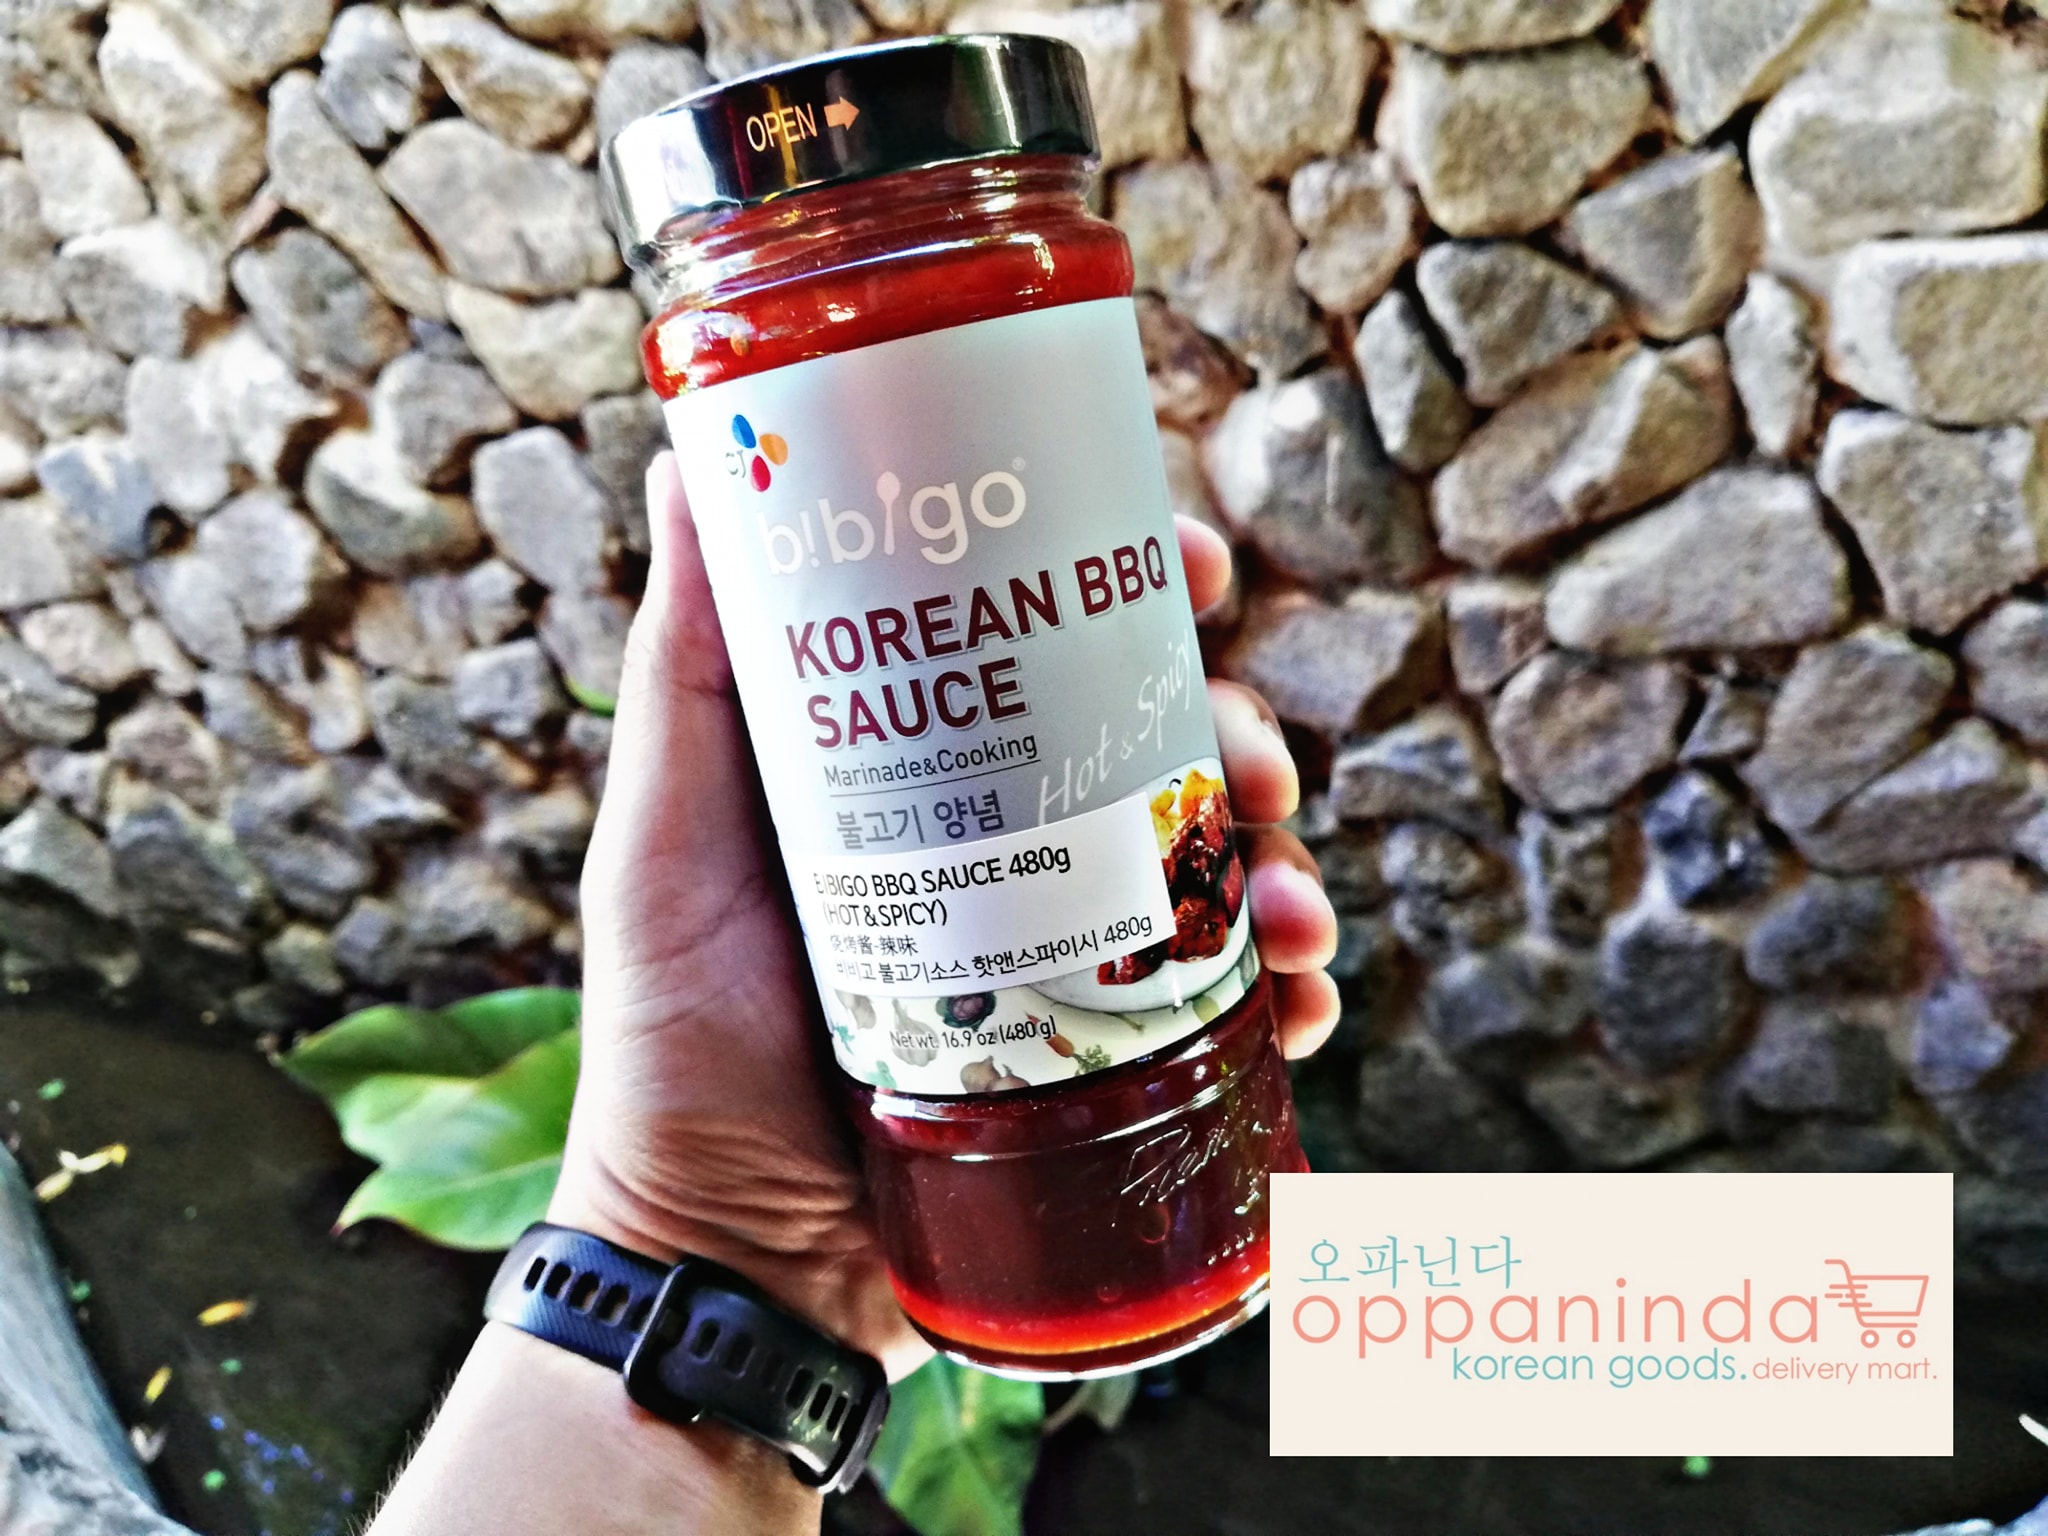 OPEN
CJ
bibigo
KOREAN BBQ
SAUCE
Hot & Spicy
Marinade&Cooking
불고기 양념
BIBIGO BBQ SAUCE 480g
(HOT&SPICY)
烧烤酱-辣味
비비고 불고기소스 핫앤스파이시 480g
Net wt. 16.9 oz (480 g)
오파닌다
oppaninda
korean goods. delivery mart.